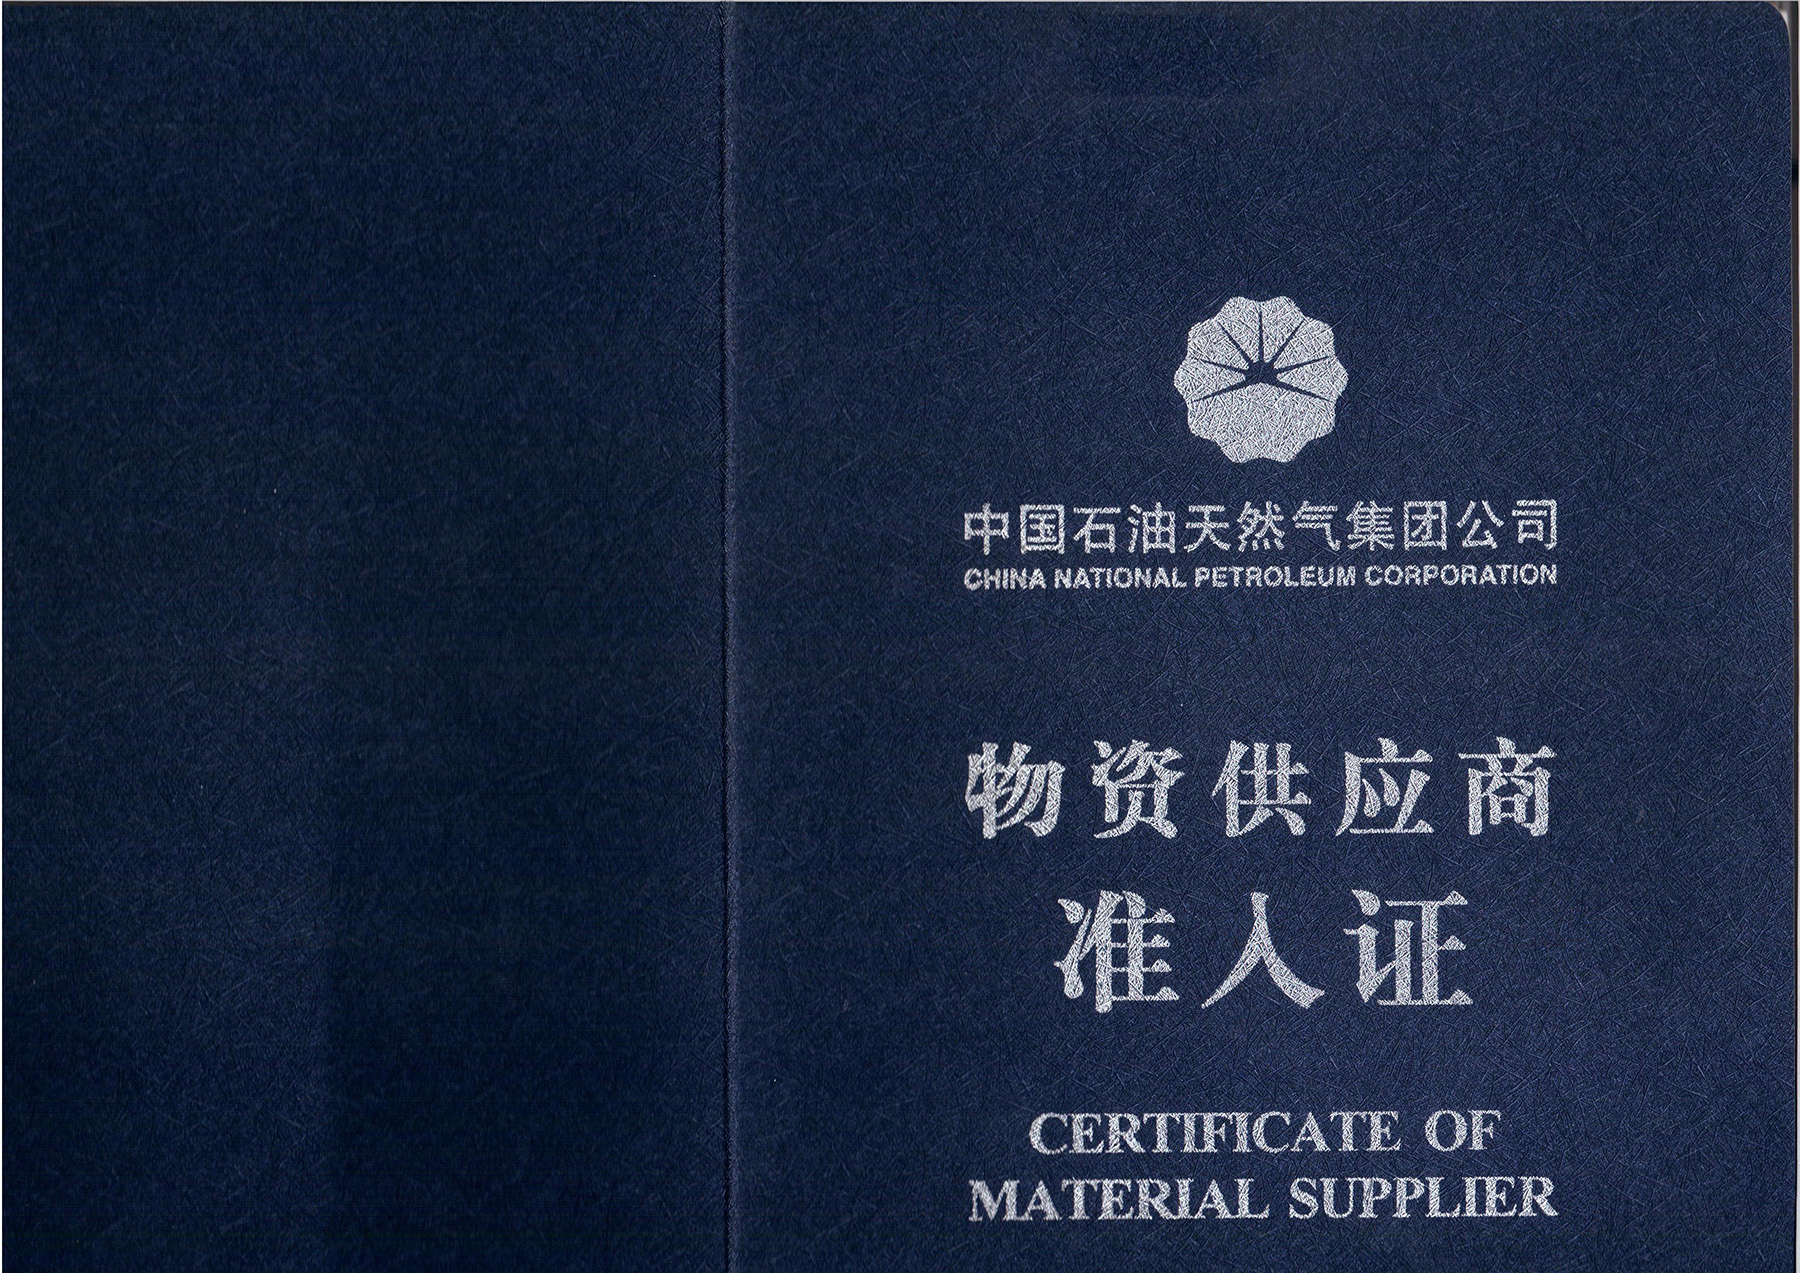 中国石油天然气集团公司
CHINA NATIONAL PETROLEUM CORPORATION
物资供应商
准入证
CERTIFICATE OF
MATERIAL SUPPLIER